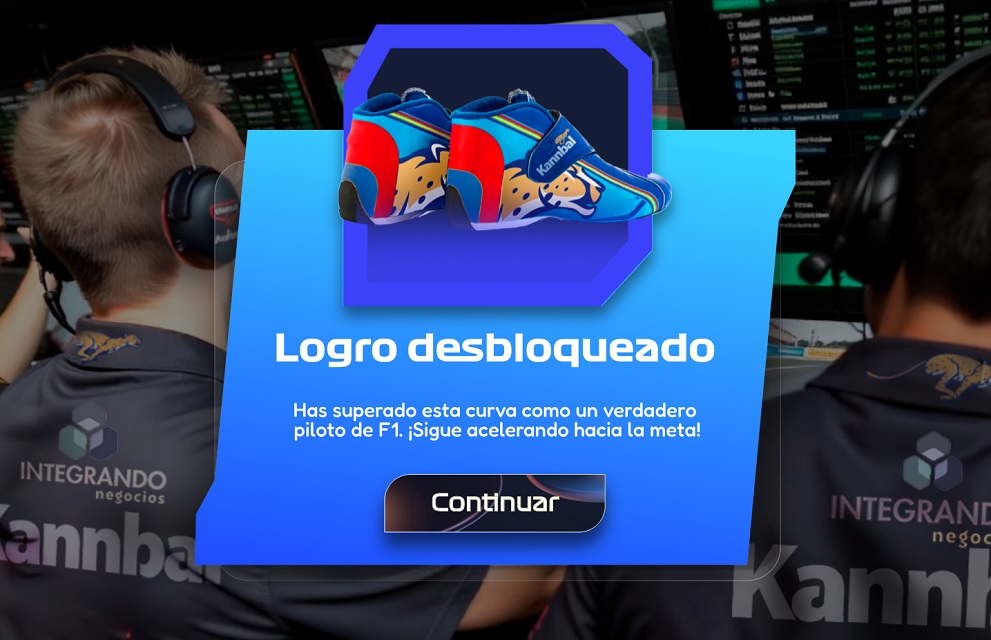 Kannbal
Logro desbloqueado
Has superado esta curva como un verdadero
piloto de F1. ¡Sigue acelerando hacia la meta!
Continuar
INTEGRANDO
negocios
Kannbal
INTEGRAND
negoc
Kannb